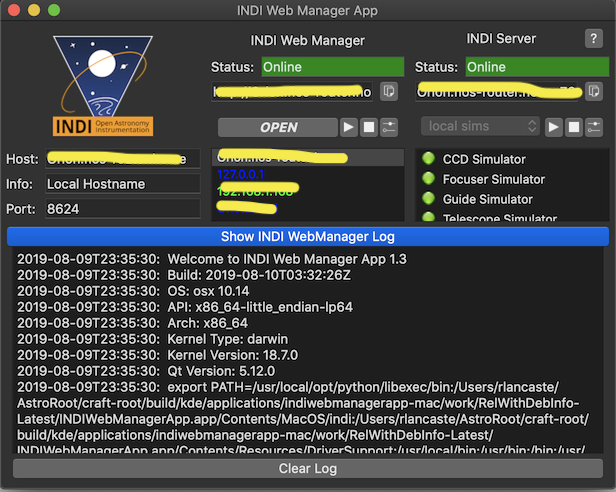 INDI Web Manager App
INDI Web Manager
INDI Server
?
Status: Online
Status: Online
INDI Open Astronomy Instrumentation
OPEN
local sims
Host:
Info: Local Hostname
Port: 8624
127.0.0.1
CCD Simulator
Focuser Simulator
Guide Simulator
Telescope Simulator
Show INDI WebManager Log
2019-08-09T23:35:30: Welcome to INDI Web Manager App 1.3
2019-08-09T23:35:30: Build: 2019-08-10T03:32:26Z
2019-08-09T23:35:30: OS: osx 10.14
2019-08-09T23:35:30: API: x86_64-little_endian-lp64
2019-08-09T23:35:30: Arch: x86_64
2019-08-09T23:35:30: Kernel Type: darwin
2019-08-09T23:35:30: Kernel Version: 18.7.0
2019-08-09T23:35:30: Qt Version: 5.12.0
2019-08-09T23:35:30: export PATH=/usr/local/opt/python/libexec/bin:/Users/rlancaste/
AstroRoot/craft-root/build/kde/applications/indiwebmanagerapp-mac/work/RelWithDebInfo-
Latest/INDIWebManagerApp.app/Contents/MacOS/indi:/Users/rlancaste/AstroRoot/craft-root/
build/kde/applications/indiwebmanagerapp-mac/work/RelWithDebInfo-Latest/
INDIWebManagerApp.app/Contents/Resources/DriverSupport:/usr/local/bin:/usr/bin:/bin:/usr/
Clear Log